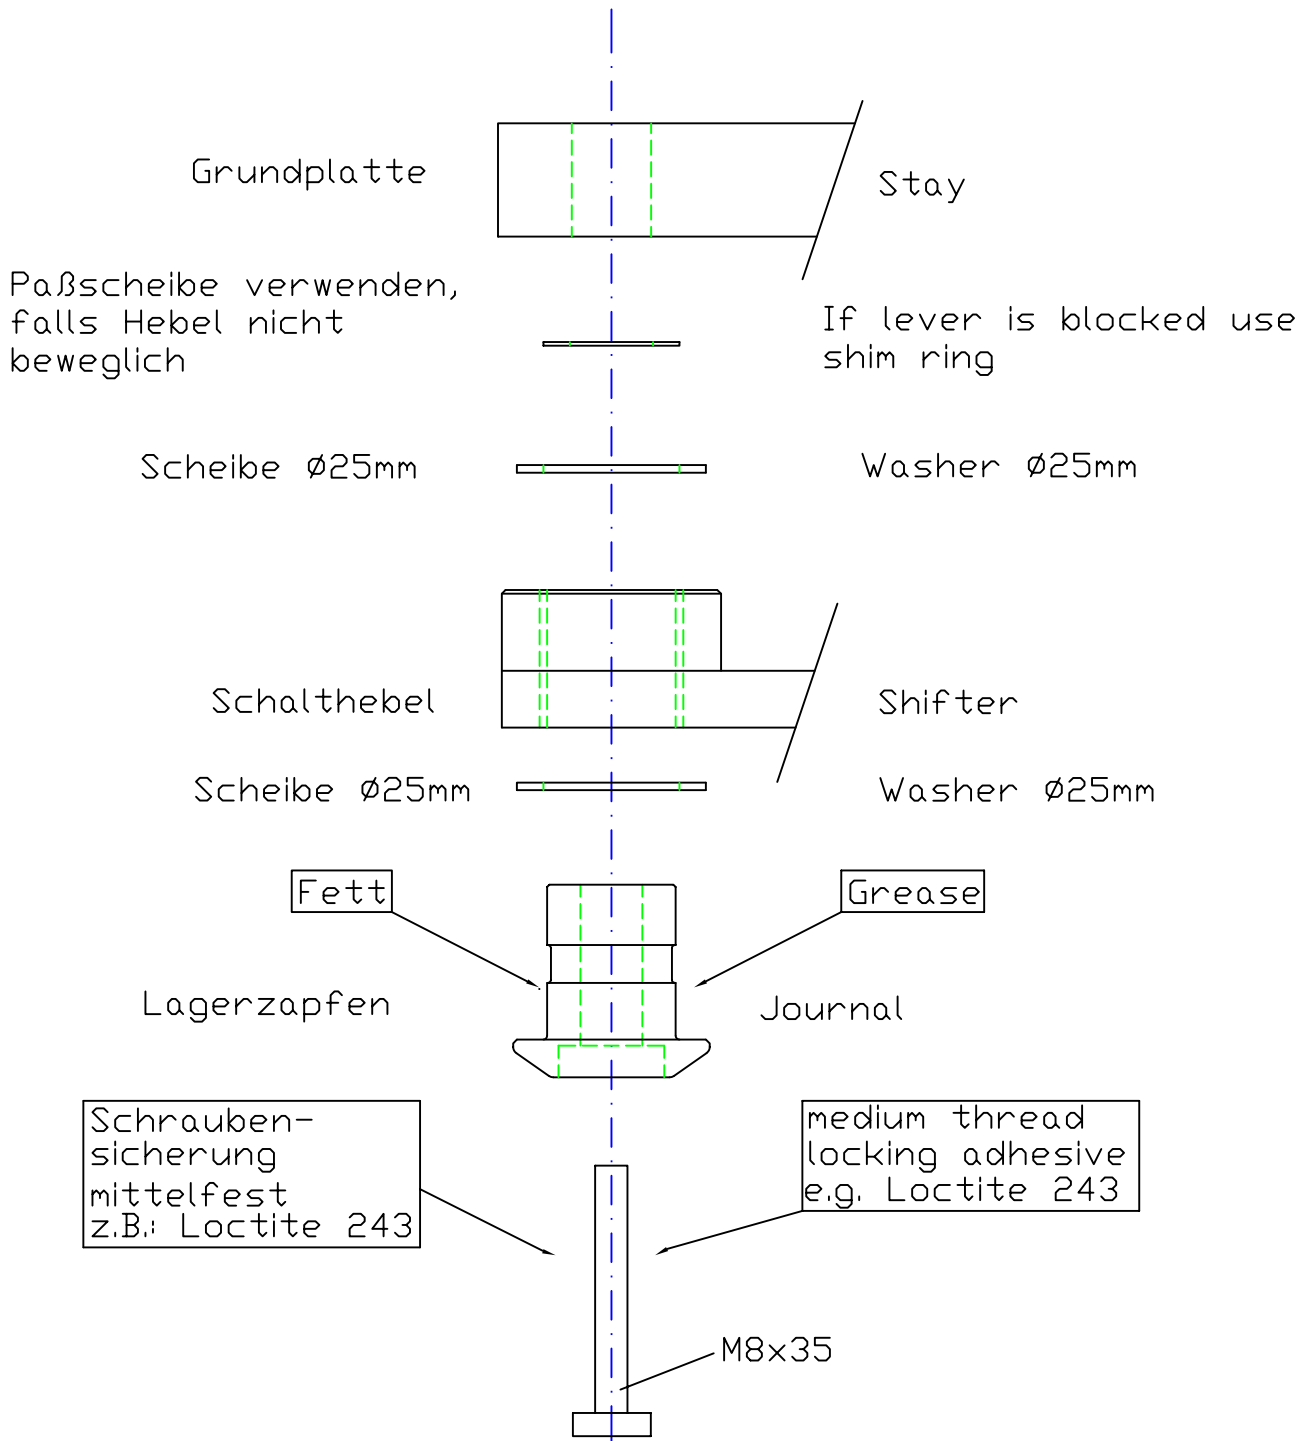 Grundplatte
Stay
Paßscheibe verwenden,
falls Hebel nicht
beweglich
If lever is blocked use
shim ring
Scheibe Ø25mm
Washer Ø25mm
Schalthebel
Shifter
Scheibe Ø25mm
Washer Ø25mm
Fett
Grease
Lagerzapfen
Journal
Schrauben-
sicherung
mittelfest
z.B.: Loctite 243
medium thread
locking adhesive
e.g. Loctite 243
M8x35